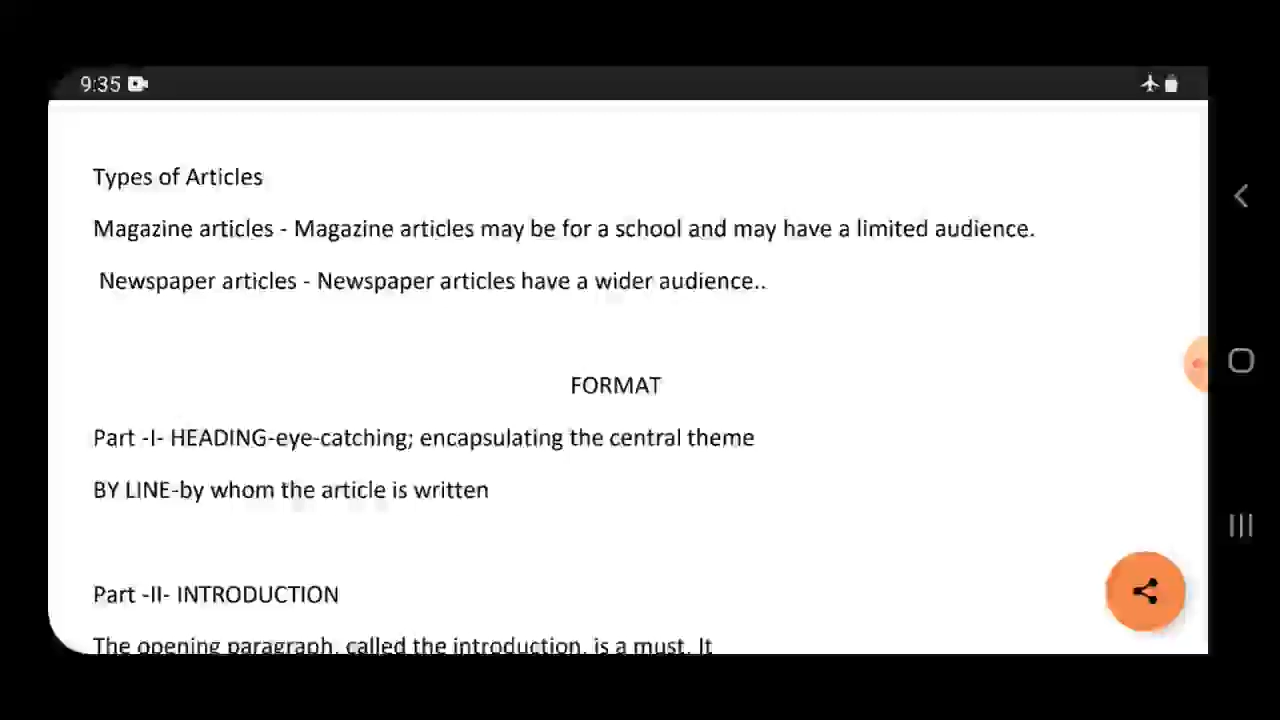 9:35
Types of Articles
Magazine articles - Magazine articles may be for a school and may have a limited audience.
Newspaper articles - Newspaper articles have a wider audience..
FORMAT
Part -I- HEADING-eye-catching; encapsulating the central theme
BY LINE-by whom the article is written
Part -II- INTRODUCTION
The opening paragraph, called the introduction, is a must. It